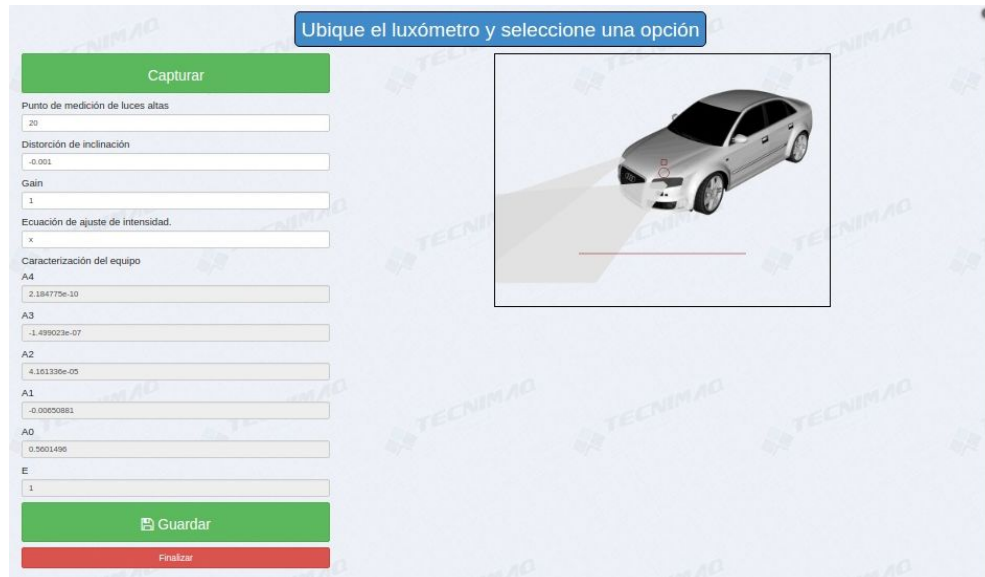 Ubique el luxómetro y seleccione una opción
Capturar
Punto de medición de luces altas
20
Distorción de inclinación
-0.001
Gain
1
Ecuación de ajuste de intensidad.
x
Caracterización del equipo
A4
2.184775e-10
A3
-1.499023e-07
A2
4.161336e-05
A1
-0.00650881
A0
0.5601496
E
1
Guardar
Finalizar
TECNIMAQ